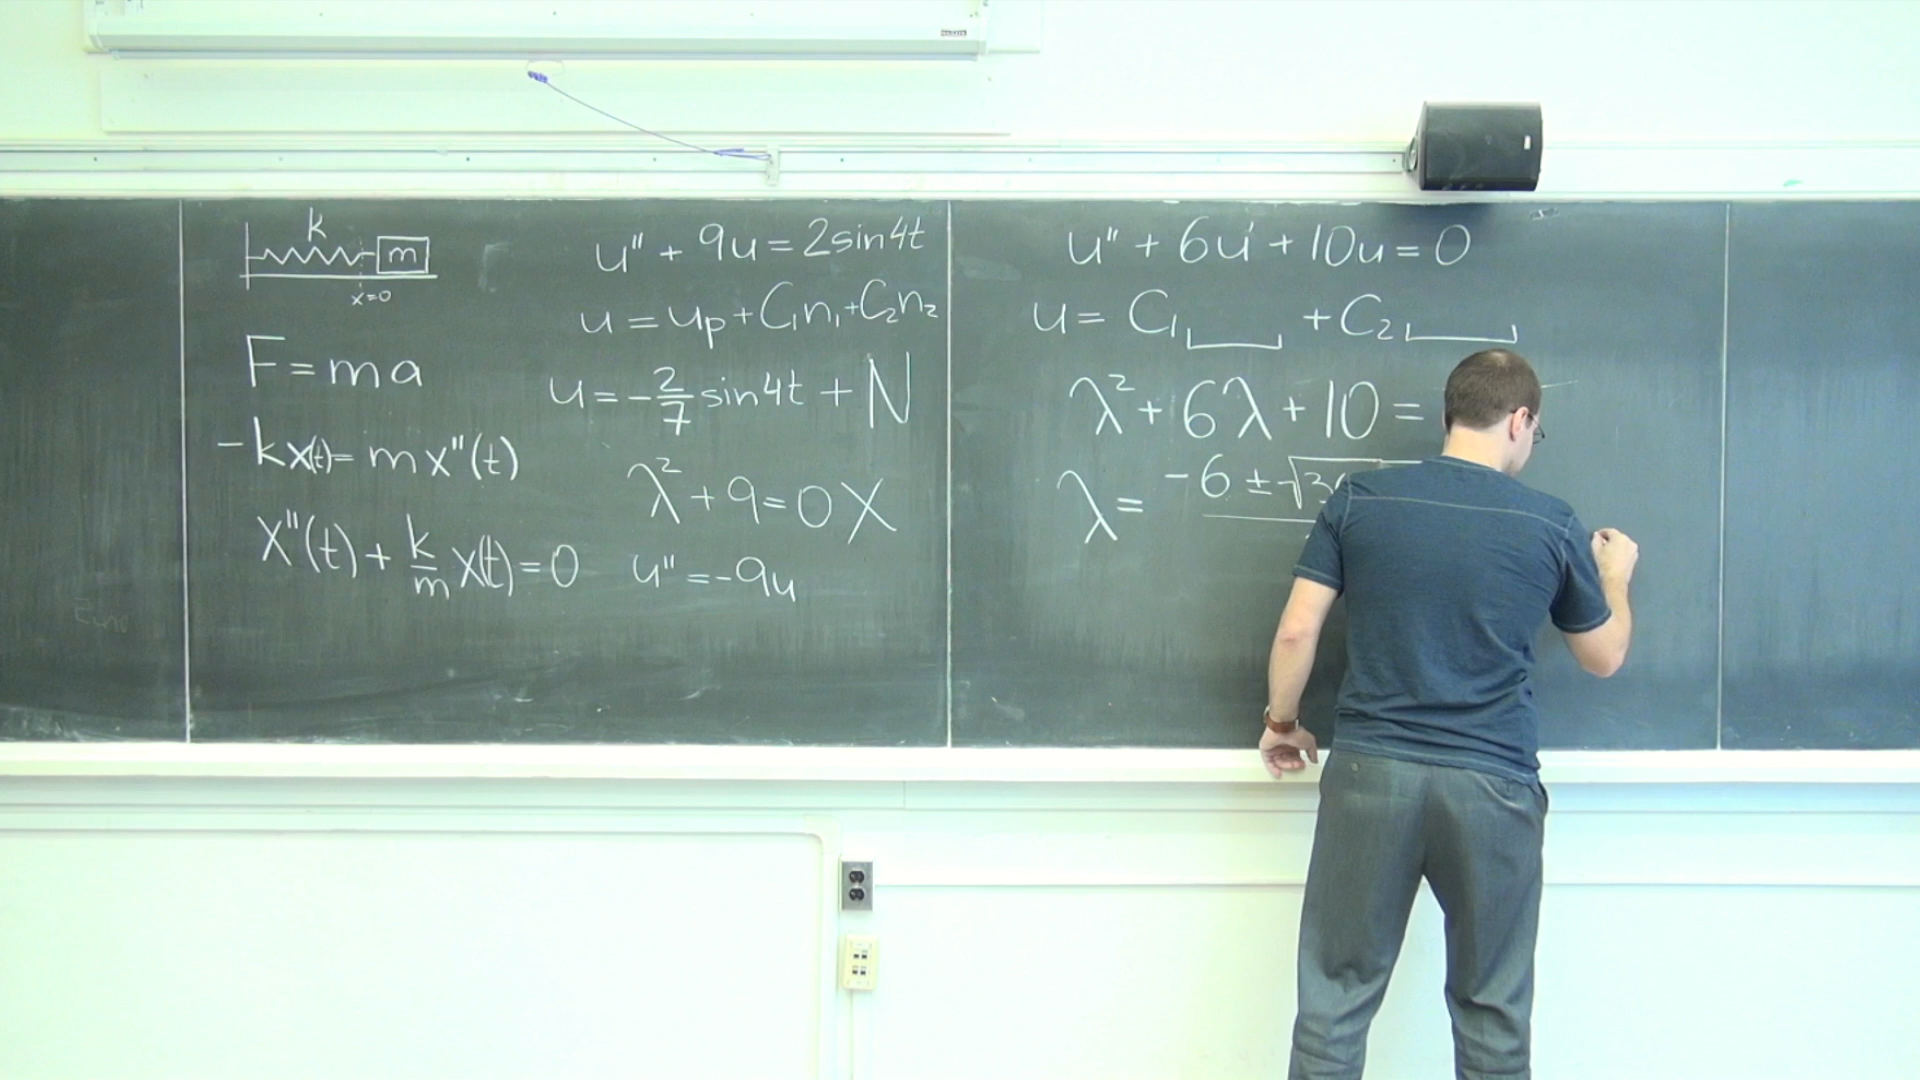 k
m
x=0
F = ma
-kx(t) = mx''(t)
x''(t) + k/m x(t) = 0
u'' + 9u = 2sin4t
u = up + C₁n₁ + C₂n₂
u = -2/7 sin4t + N
λ² + 9 = 0 X
u'' = -9u
u'' + 6u' + 10u = 0
u = C₁ + C₂
λ² + 6λ + 10 =
λ = -6 ± √3